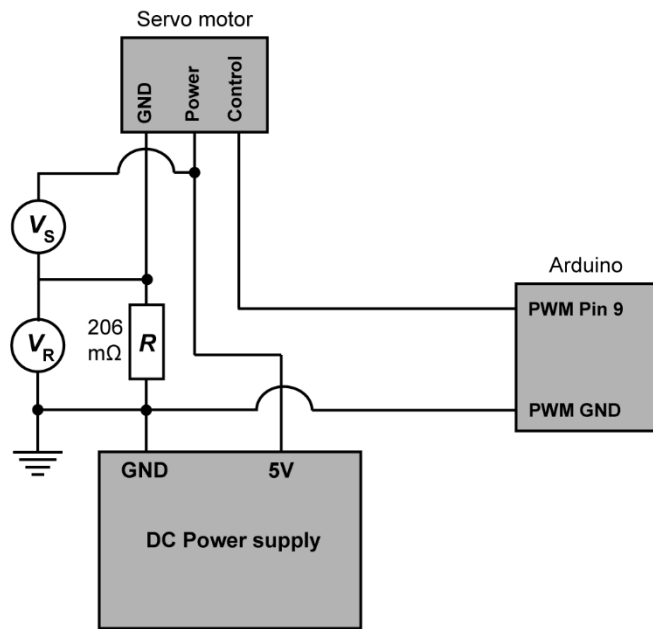 Servo motor
GND
Power
Control
VS
Arduino
PWM Pin 9
206
mΩ
R
VR
PWM GND
GND 5V
DC Power supply